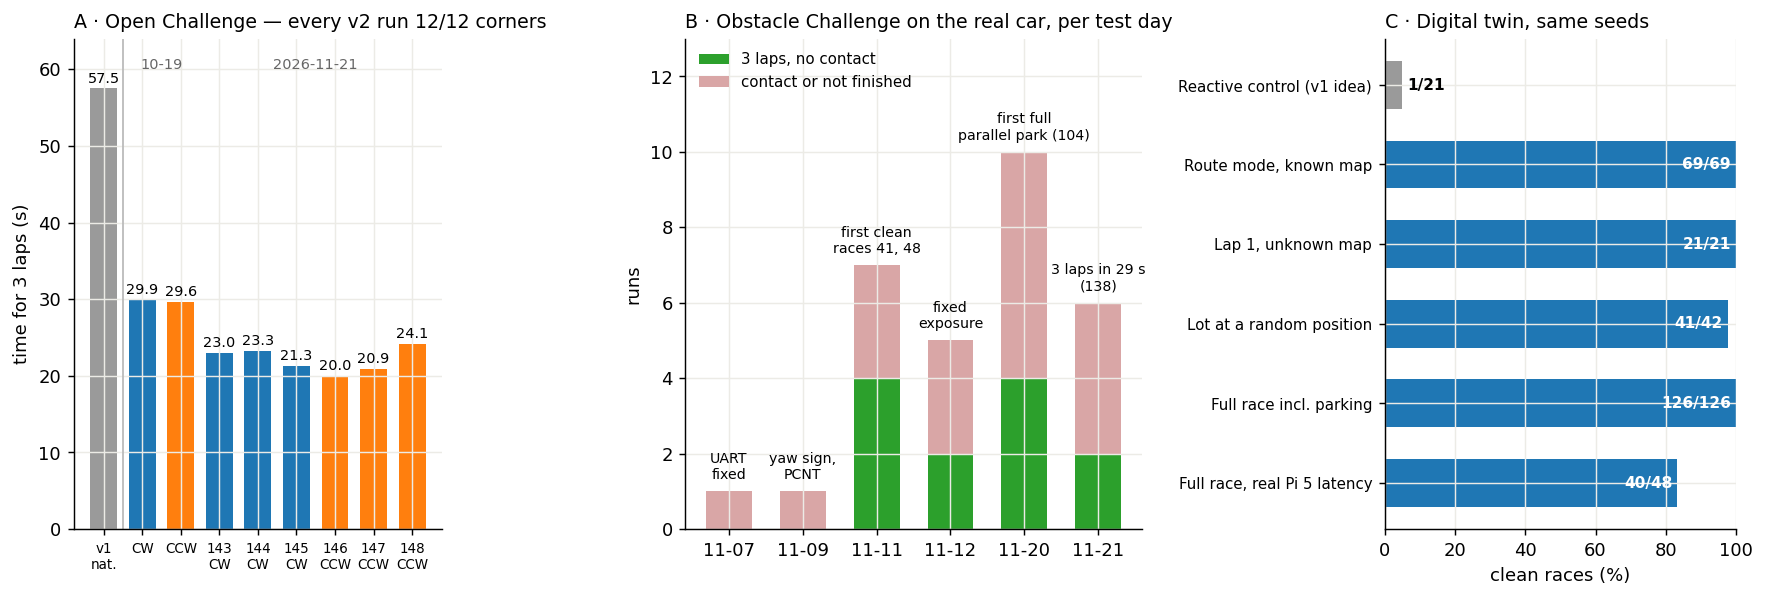 A · Open Challenge — every v2 run 12/12 corners
time for 3 laps (s)
60
50
40
30
20
10
0
10-19
2026-11-21
57.5
29.9
29.6
23.0
23.3
21.3
20.0
20.9
24.1
v1
nat.
CW
CCW
143
CW
144
CW
145
CW
146
CCW
147
CCW
148
CCW
B · Obstacle Challenge on the real car, per test day
3 laps, no contact
contact or not finished
runs
12
10
8
6
4
2
0
UART
fixed
yaw sign,
PCNT
first clean
races 41, 48
fixed
exposure
first full
parallel park (104)
3 laps in 29 s
(138)
11-07
11-09
11-11
11-12
11-20
11-21
C · Digital twin, same seeds
Reactive control (v1 idea)
1/21
Route mode, known map
69/69
Lap 1, unknown map
21/21
Lot at a random position
41/42
Full race incl. parking
126/126
Full race, real Pi 5 latency
40/48
0
20
40
60
80
100
clean races (%)